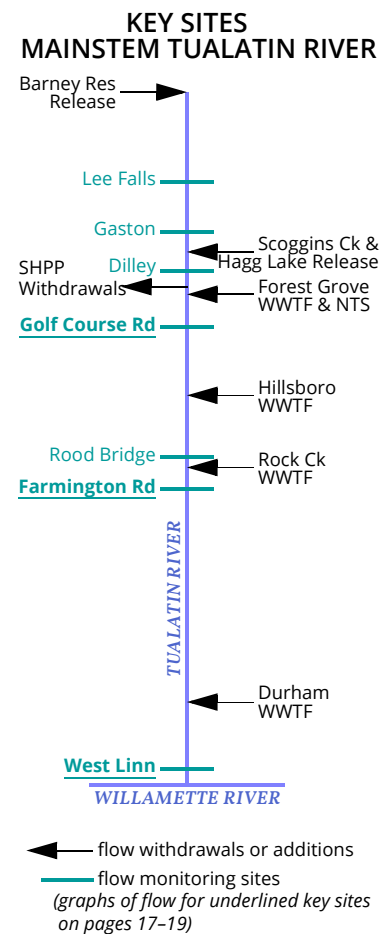 KEY SITES
MAINSTEM TUALATIN RIVER
Barney Res
Release
Lee Falls
Gaston
Scoggins Ck &
Hagg Lake Release
Dilley
SHPP
Withdrawals
Forest Grove
WWTF & NTS
Golf Course Rd
Hillsboro
WWTF
Rood Bridge
Rock Ck
WWTF
Farmington Rd
TUALATIN RIVER
Durham
WWTF
West Linn
WILLAMETTE RIVER
flow withdrawals or additions
flow monitoring sites
(graphs of flow for underlined key sites
on pages 17–19)